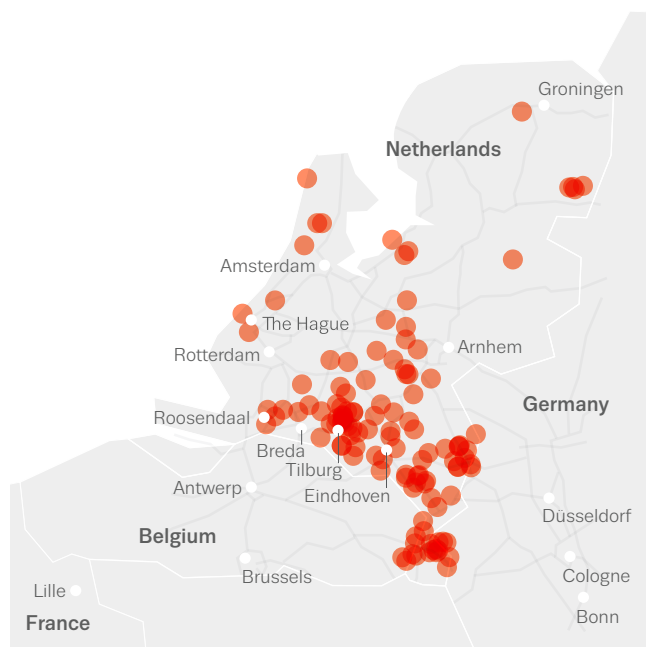 Groningen
Netherlands
Amsterdam
The Hague
Rotterdam
Arnhem
Roosendaal
Germany
Breda
Tilburg
Eindhoven
Antwerp
Düsseldorf
Belgium
Brussels
Cologne
Lille
Bonn
France